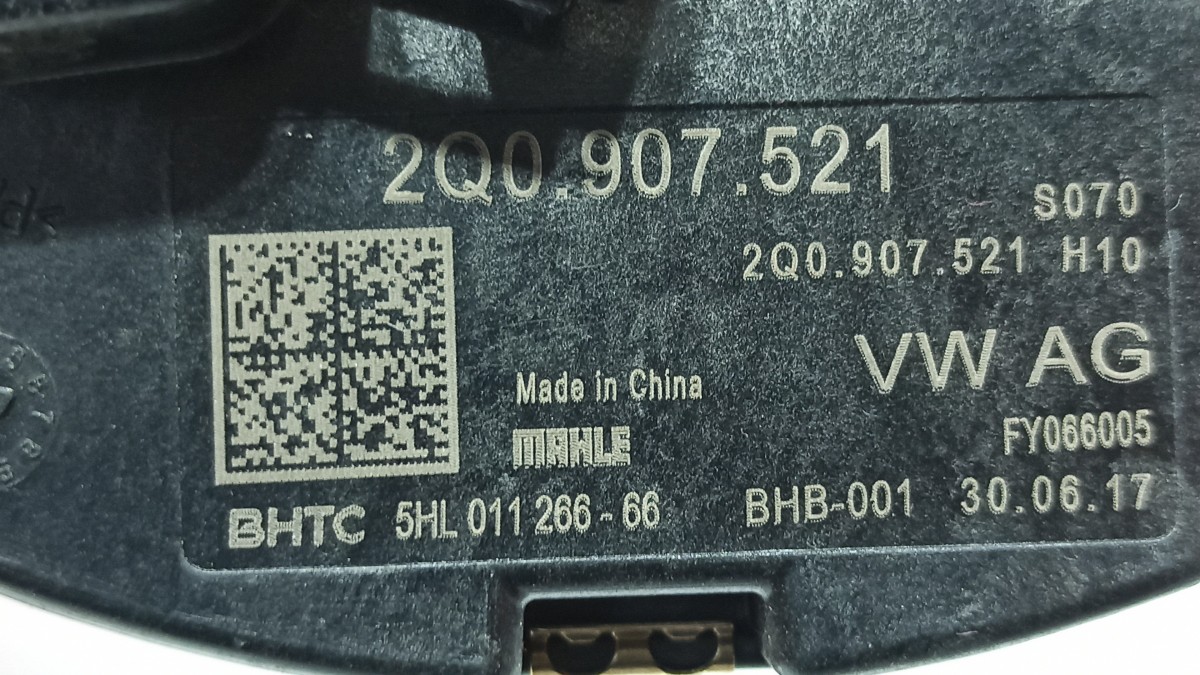 2Q0.907.521
S070
2Q0.907.521 H10
VW AG
Made in China
FY066005
MAHLE
BHTC 5HL 011 266 - 66 BHB-001 30.06.17